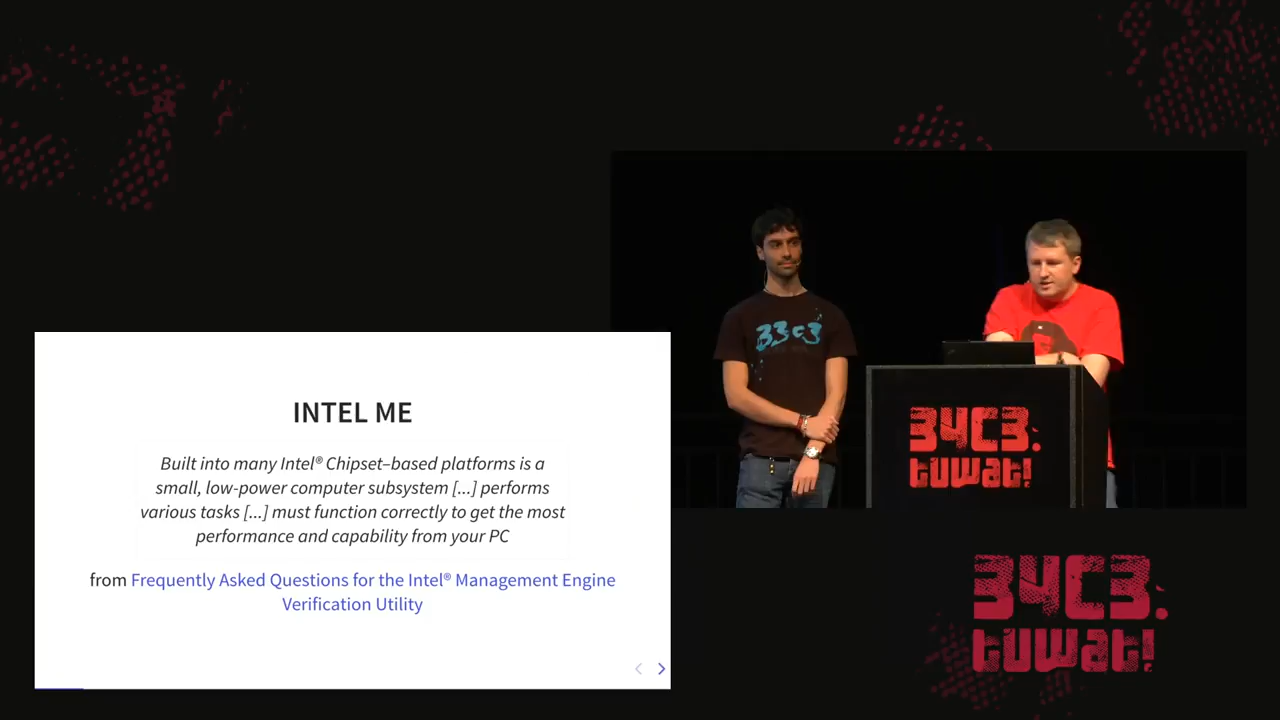 INTEL ME
Built into many Intel® Chipset–based platforms is a
small, low-power computer subsystem [...] performs
various tasks [...] must function correctly to get the most
performance and capability from your PC
from Frequently Asked Questions for the Intel® Management Engine
Verification Utility
33c3
34C3.
tuwat!
34C3.
tuwat!